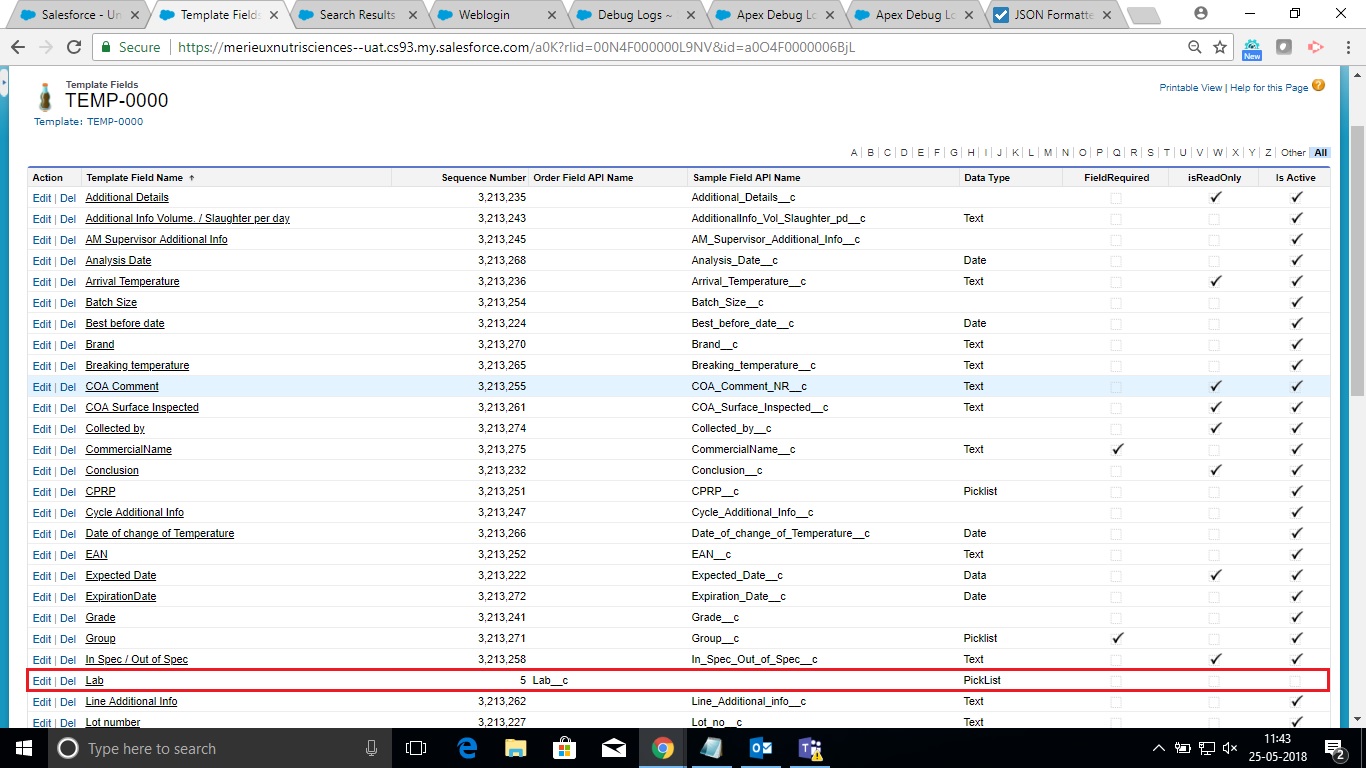 Salesforce - Un
Template Fields
Search Results
Weblogin
Debug Logs ~
Apex Debug Lo
Apex Debug Lo
JSON Formatte
Secure https://merieuxnutrisciences--uat.cs93.my.salesforce.com/a0K?rlid=00N4F000000L9NV&id=a0O4F0000006BjL
New
Template Fields
TEMP-0000
Printable View | Help for this Page
Template: TEMP-0000
A | B | C | D | E | F | G | H | I | J | K | L | M | N | O | P | Q | R | S | T | U | V | W | X | Y | Z | Other All
Action Template Field Name Sequence Number Order Field API Name Sample Field API Name Data Type FieldRequired isReadOnly Is Active
Edit | Del Additional Details 3,213,235 Additional_Details__c
Edit | Del Additional Info Volume. / Slaughter per day 3,213,243 AdditionalInfo_Vol_Slaughter_pd__c Text
Edit | Del AM Supervisor Additional Info 3,213,245 AM_Supervisor_Additional_Info__c
Edit | Del Analysis Date 3,213,268 Analysis_Date__c Date
Edit | Del Arrival Temperature 3,213,236 Arrival_Temperature__c Text
Edit | Del Batch Size 3,213,254 Batch_Size__c
Edit | Del Best before date 3,213,224 Best_before_date__c Date
Edit | Del Brand 3,213,270 Brand__c Text
Edit | Del Breaking temperature 3,213,265 Breaking_temperature__c Text
Edit | Del COA Comment 3,213,255 COA_Comment_NR__c Text
Edit | Del COA Surface Inspected 3,213,261 COA_Surface_Inspected__c Text
Edit | Del Collected by 3,213,274 Collected_by__c
Edit | Del CommercialName 3,213,275 CommercialName__c Text
Edit | Del Conclusion 3,213,232 Conclusion__c
Edit | Del CPRP 3,213,251 CPRP__c Picklist
Edit | Del Cycle Additional Info 3,213,247 Cycle_Additional_Info__c
Edit | Del Date of change of Temperature 3,213,266 Date_of_change_of_Temperature__c Date
Edit | Del EAN 3,213,252 EAN__c Text
Edit | Del Expected Date 3,213,222 Expected_Date__c Data
Edit | Del ExpirationDate 3,213,272 Expiration_Date__c Date
Edit | Del Grade 3,213,241 Grade__c
Edit | Del Group 3,213,271 Group__c Picklist
Edit | Del In Spec / Out of Spec 3,213,258 In_Spec_Out_of_Spec__c Text
Edit | Del Lab 5 Lab__c PickList
Edit | Del Line Additional Info 3,213,262 Line_Additional_info__c Text
Edit | Del Lot number 3,213,227 Lot_no__c Text
Type here to search
11:43
25-05-2018
2